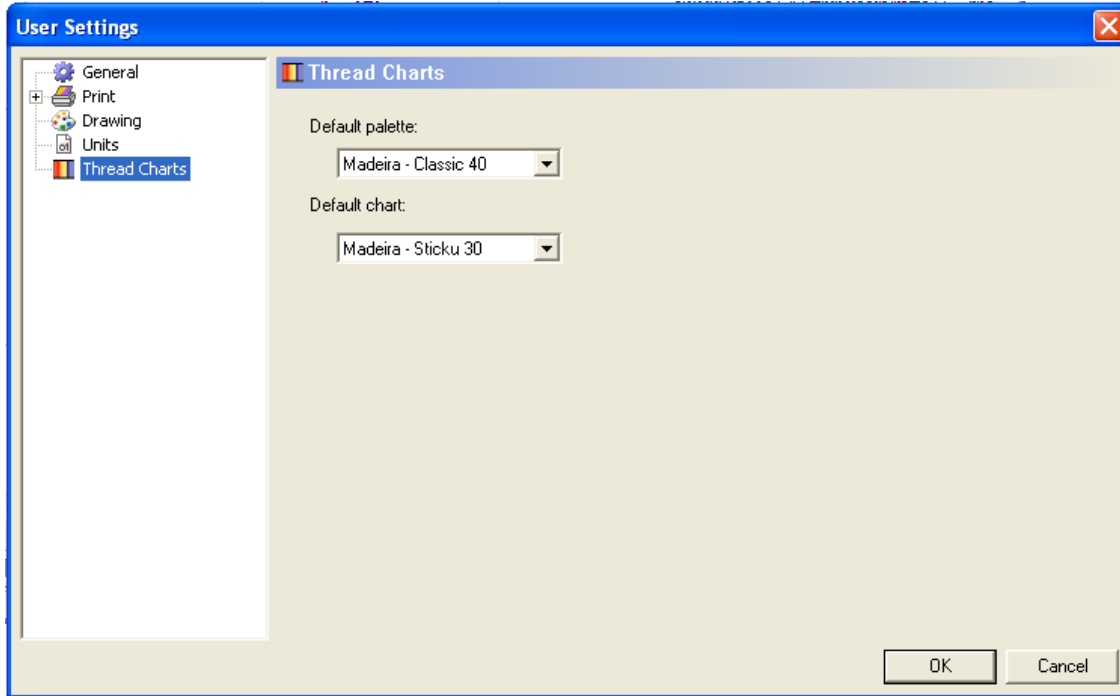 User Settings
General
Print
Drawing
Units
Thread Charts
Thread Charts
Default palette:
Madeira - Classic 40
Default chart:
Madeira - Sticku 30
OK
Cancel